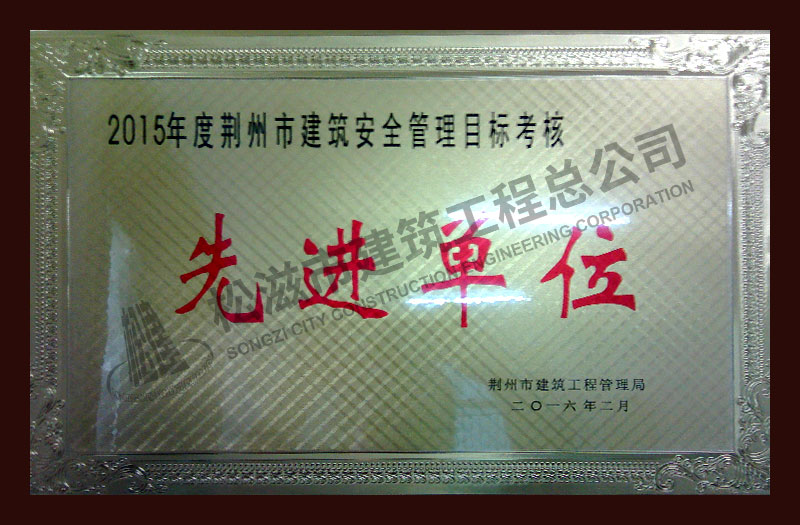 2015年度荆州市建筑安全管理目标考核
先进单位
松滋市建筑工程总公司
SONGZI CITY CONSTRUCTION ENGINEERING CORPORATION
荆州市建筑工程管理局
二〇一六年二月